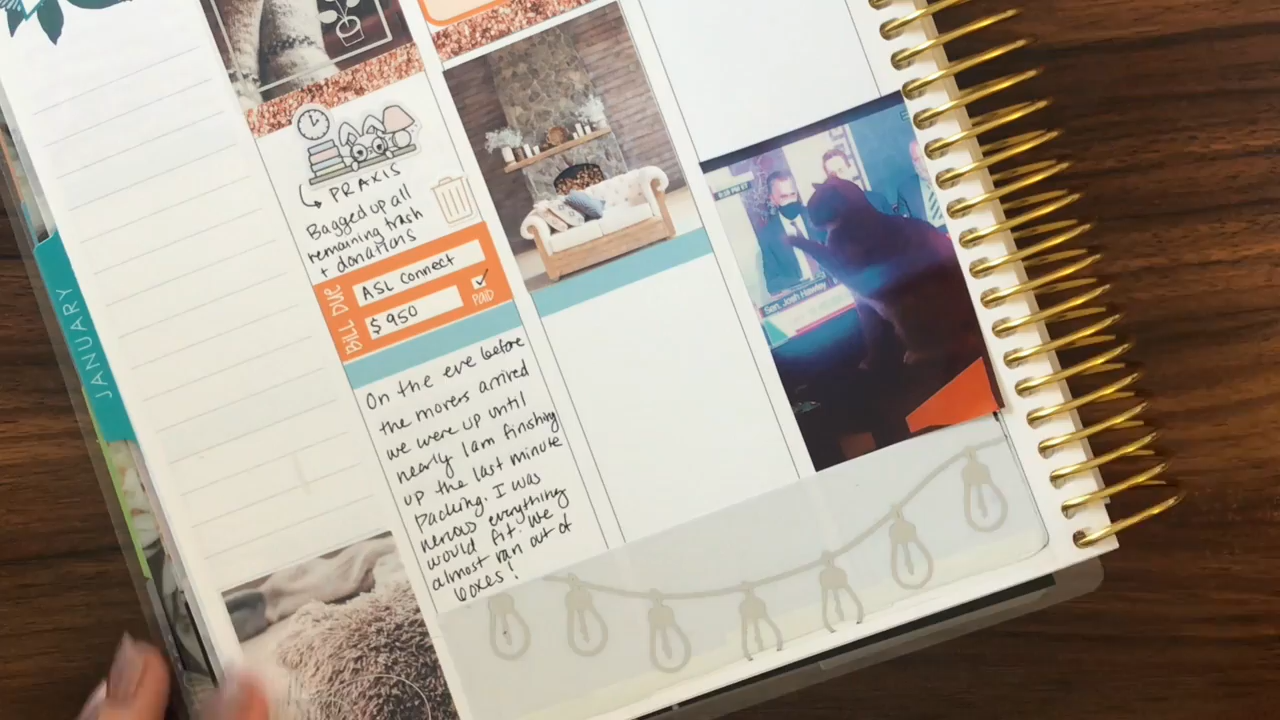 JANUARY
PRAXIS
Bagged up all
remaining trash
+ donations
BILL DUE
ASL Connect
$950
PAID
On the eve before
the movers arrived
we were up until
nearly 1am finishing
up the last minute
packing. I was
nervous everything
would fit. We
almost ran out of
boxes!
Sen. Josh Hawley